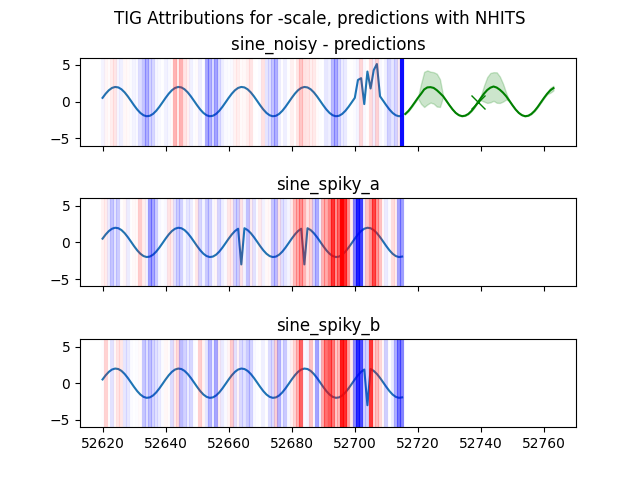 TIG Attributions for -scale, predictions with NHITS
sine_noisy - predictions
5
0
−5
sine_spiky_a
5
0
−5
sine_spiky_b
5
0
−5
52620 52640 52660 52680 52700 52720 52740 52760